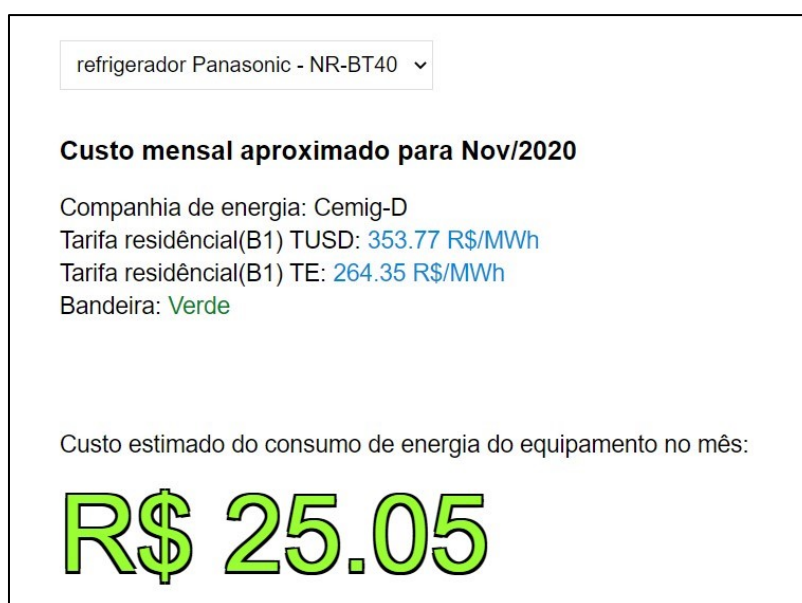 refrigerador Panasonic - NR-BT40
Custo mensal aproximado para Nov/2020
Companhia de energia: Cemig-D
Tarifa residêncial(B1) TUSD: 353.77 R$/MWh
Tarifa residêncial(B1) TE: 264.35 R$/MWh
Bandeira: Verde
Custo estimado do consumo de energia do equipamento no mês:
R$ 25.05